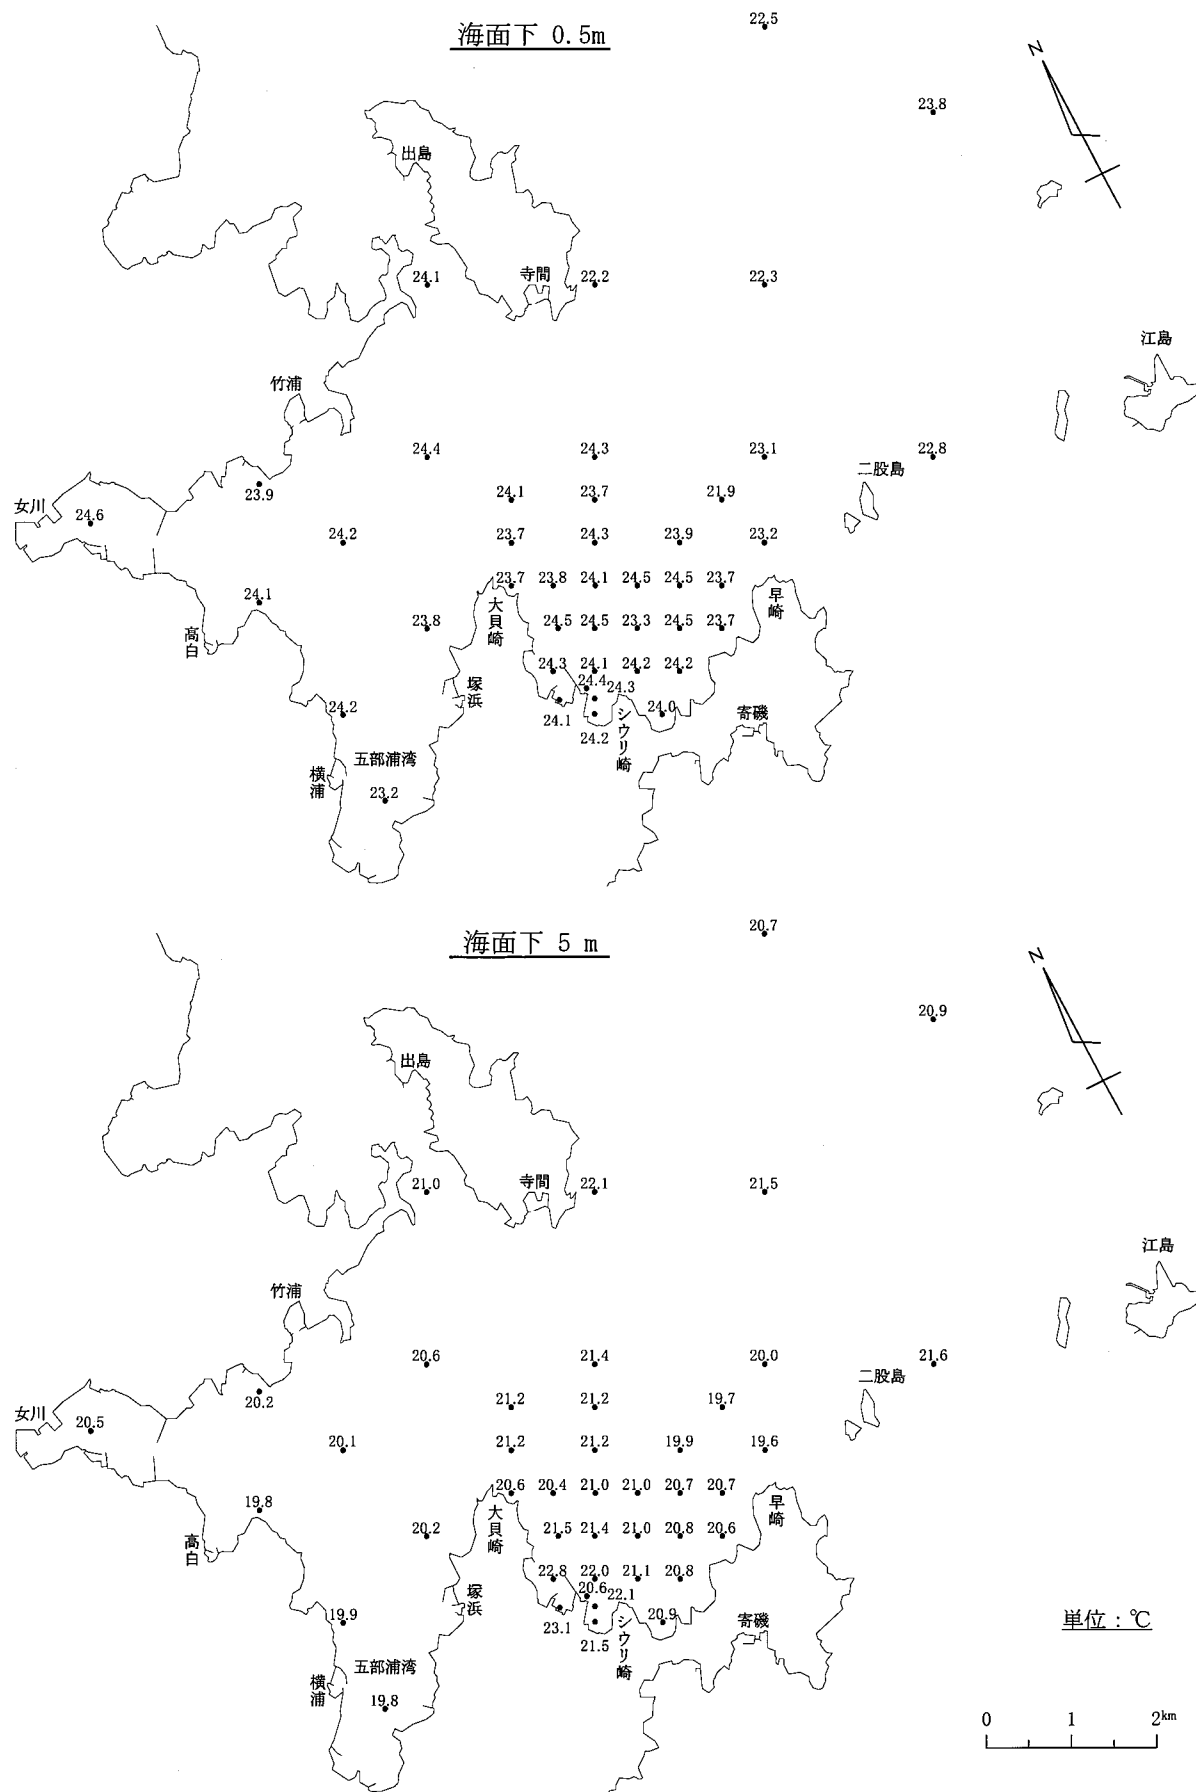 海面下 0.5m
22.5
N
23.8
出島
24.1
寺間
22.2
22.3
江島
竹浦
24.4
24.3
23.1
22.8
二股島
女川
24.6
23.9
24.1
23.7
21.9
24.2
23.7
24.3
23.9
23.2
23.7
23.8
24.1
24.5
24.5
23.7
早崎
大貝崎
24.1
高白
23.8
24.5
24.5
23.3
24.5
23.7
24.3
24.1
24.2
24.2
塚浜
24.4
24.3
24.1
24.2
シウリ崎
24.0
寄磯
24.2
五部浦湾
横浦
23.2
海面下 5 m
20.7
N
20.9
出島
21.0
寺間
22.1
21.5
江島
竹浦
20.6
21.4
20.0
21.6
二股島
女川
20.5
20.2
21.2
21.2
19.7
20.1
21.2
21.2
19.9
19.6
20.6
20.4
21.0
21.0
20.7
20.7
早崎
大貝崎
19.8
高白
20.2
21.5
21.4
21.0
20.8
20.6
22.8
22.0
21.1
20.8
塚浜
20.6
22.1
23.1
21.5
シウリ崎
20.9
寄磯
19.9
単位：℃
五部浦湾
横浦
19.8
0 1 2km